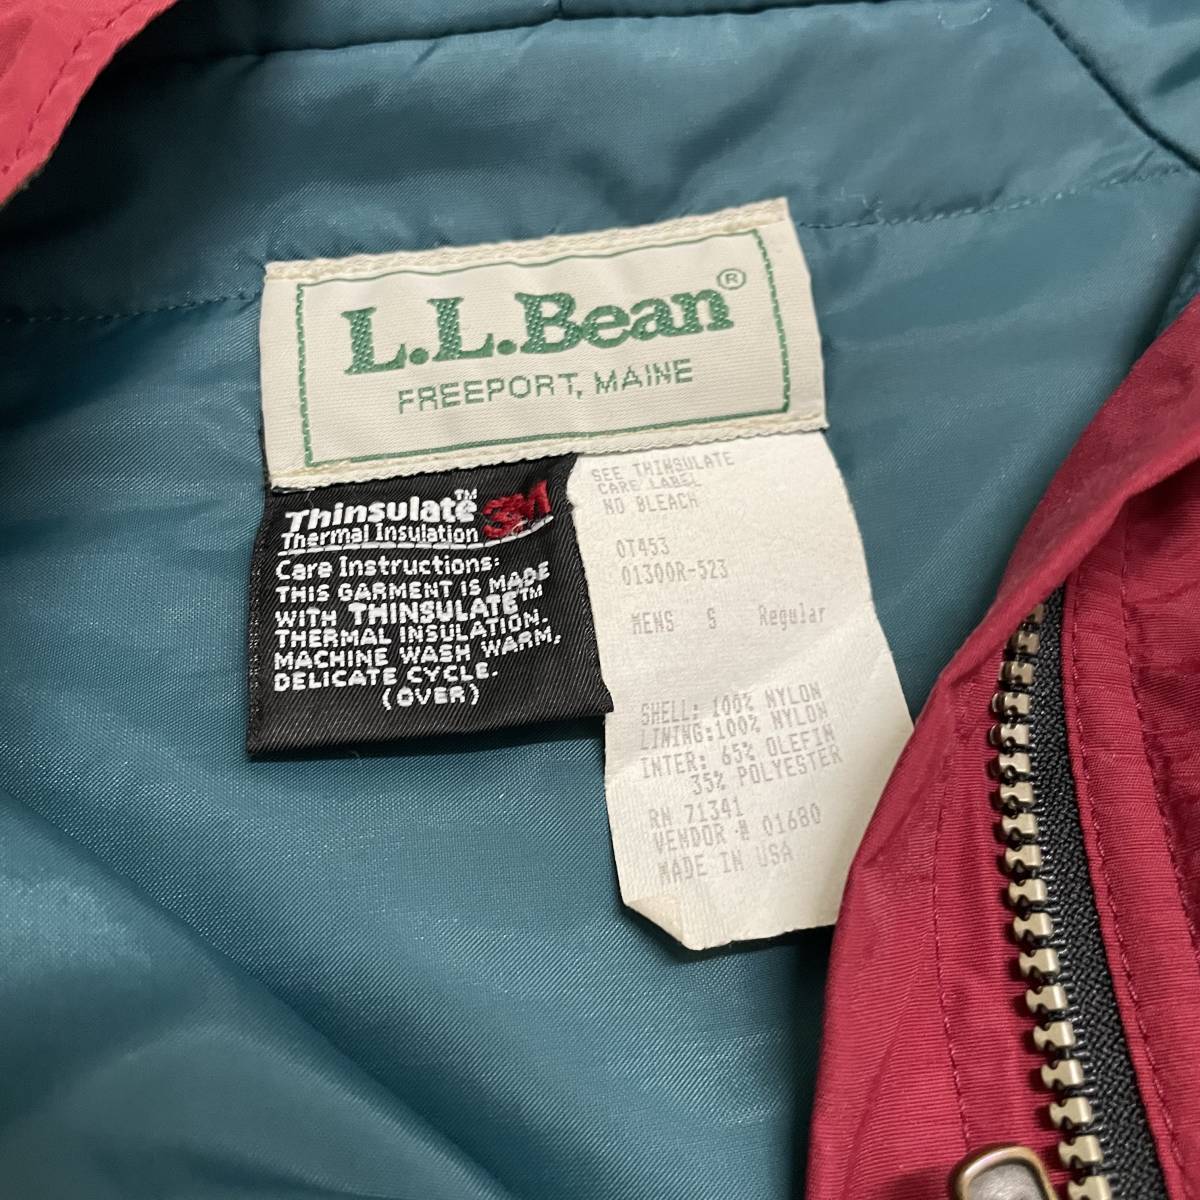 L.L.Bean®
FREEPORT, MAINE
Thinsulate™ 3M
Thermal Insulation
Care Instructions:
THIS GARMENT IS MADE
WITH THINSULATE™
THERMAL INSULATION.
MACHINE WASH WARM,
DELICATE CYCLE.
(OVER)
SEE THINSULATE
CARE LABEL
NO BLEACH
OT453
01300R-523
MENS S Regular
SHELL: 100% NYLON
LINING:100% NYLON
INTER: 65% OLEFIN
35% POLYESTER
RN 71341
VENDOR # 01680
MADE IN USA